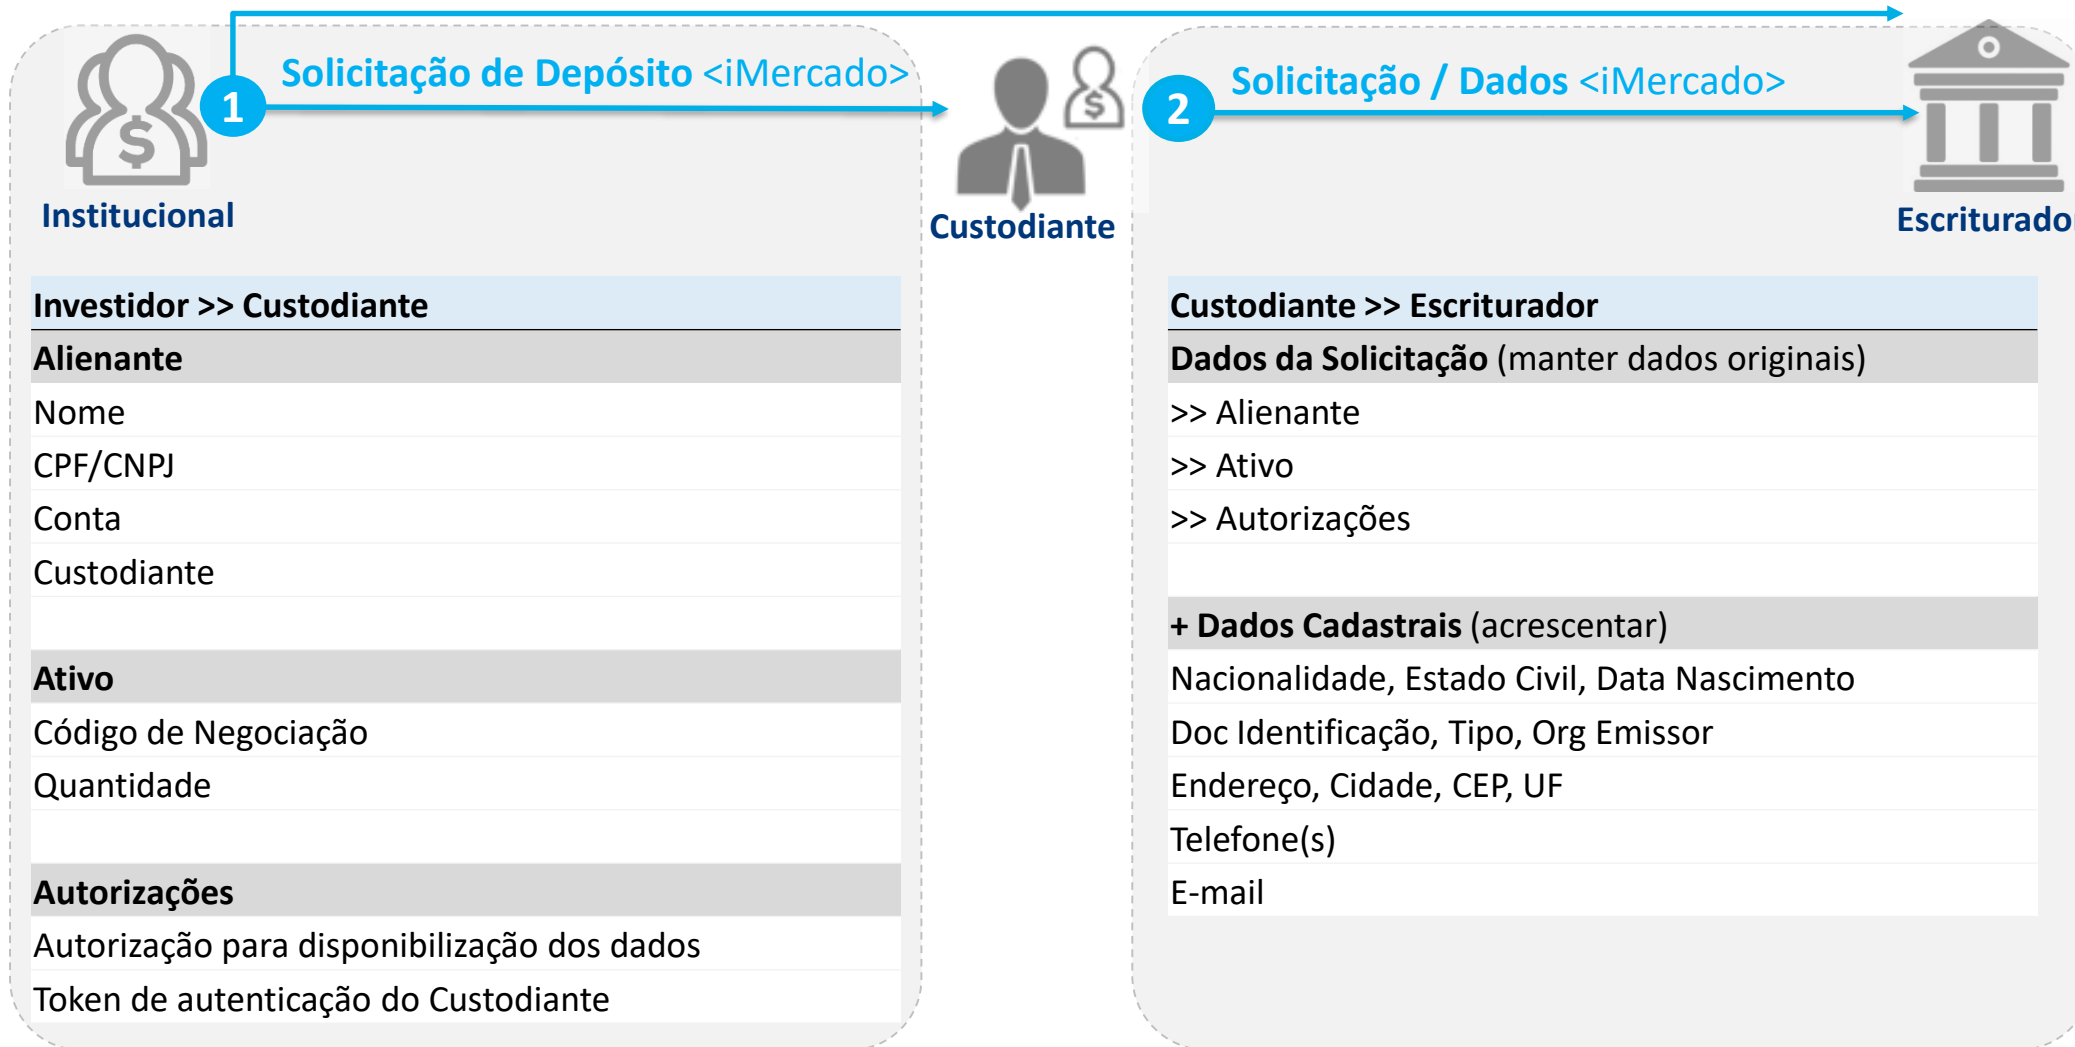 1
Solicitação de Depósito <iMercado>
$
Institucional
$
Custodiante
2
Solicitação / Dados <iMercado>
Escriturador
Investidor >> Custodiante
Alienante
Nome
CPF/CNPJ
Conta
Custodiante
Ativo
Código de Negociação
Quantidade
Autorizações
Autorização para disponibilização dos dados
Token de autenticação do Custodiante
Custodiante >> Escriturador
Dados da Solicitação (manter dados originais)
>> Alienante
>> Ativo
>> Autorizações
+ Dados Cadastrais (acrescentar)
Nacionalidade, Estado Civil, Data Nascimento
Doc Identificação, Tipo, Org Emissor
Endereço, Cidade, CEP, UF
Telefone(s)
E-mail